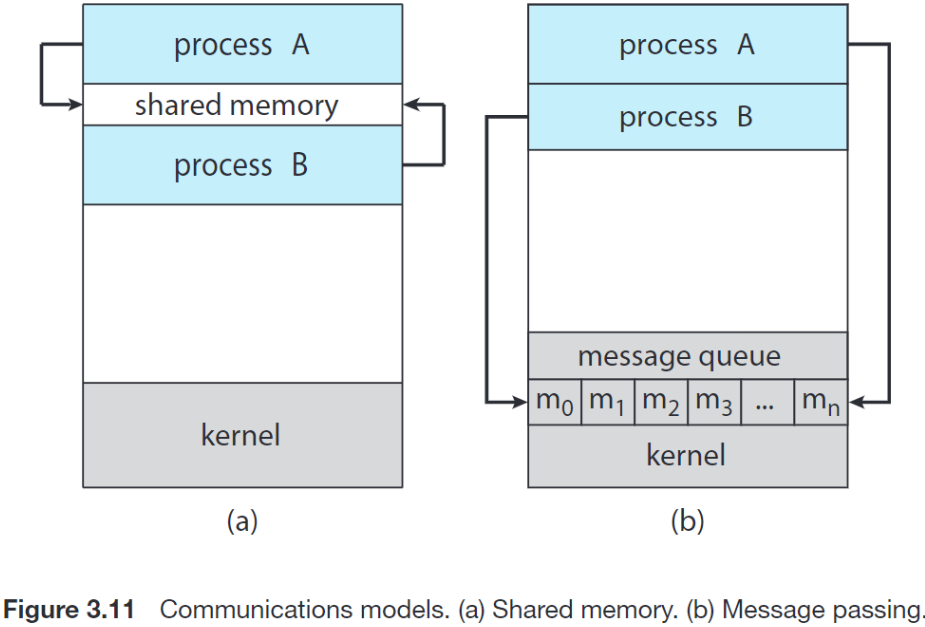 process A
shared memory
process B
kernel
(a)
process A
process B
message queue
m₀ m₁ m₂ m₃ ... mₙ
kernel
(b)
Figure 3.11 Communications models. (a) Shared memory. (b) Message passing.